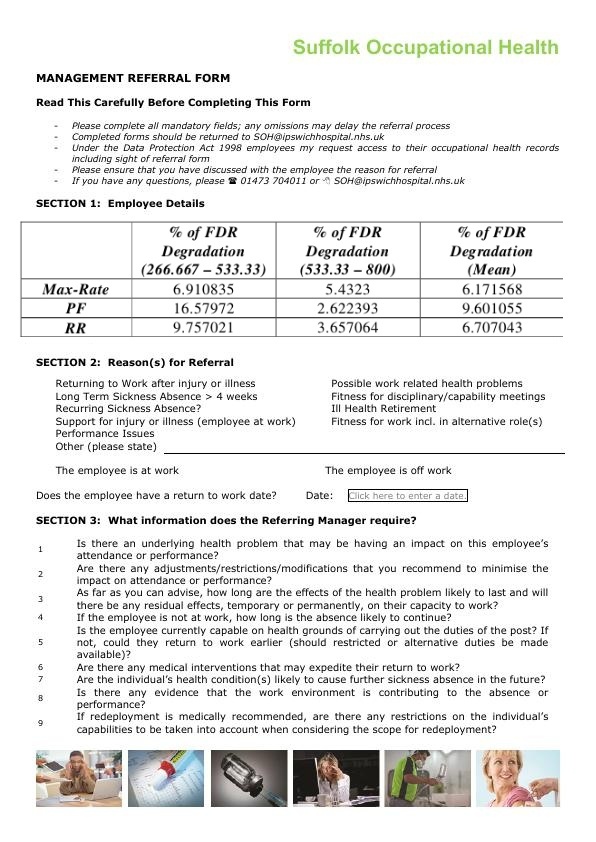 Suffolk Occupational Health
MANAGEMENT REFERRAL FORM
Read This Carefully Before Completing This Form
- Please complete all mandatory fields; any omissions may delay the referral process
- Completed forms should be returned to SOH@ipswichhospital.nhs.uk
- Under the Data Protection Act 1998 employees my request access to their occupational health records
including sight of referral form
- Please ensure that you have discussed with the employee the reason for referral
- If you have any questions, please ☎ 01473 704011 or 🖰 SOH@ipswichhospital.nhs.uk
SECTION 1: Employee Details
% of FDR % of FDR % of FDR
Degradation Degradation Degradation
(266.667 – 533.33) (533.33 – 800) (Mean)
Max-Rate 6.910835 5.4323 6.171568
PF 16.57972 2.622393 9.601055
RR 9.757021 3.657064 6.707043
SECTION 2: Reason(s) for Referral
Returning to Work after injury or illness Possible work related health problems
Long Term Sickness Absence > 4 weeks Fitness for disciplinary/capability meetings
Recurring Sickness Absence? Ill Health Retirement
Support for injury or illness (employee at work) Fitness for work incl. in alternative role(s)
Performance Issues
Other (please state)
The employee is at work The employee is off work
Does the employee have a return to work date? Date: Click here to enter a date.
SECTION 3: What information does the Referring Manager require?
1 Is there an underlying health problem that may be having an impact on this employee's
attendance or performance?
2 Are there any adjustments/restrictions/modifications that you recommend to minimise the
impact on attendance or performance?
3 As far as you can advise, how long are the effects of the health problem likely to last and will
there be any residual effects, temporary or permanently, on their capacity to work?
4 If the employee is not at work, how long is the absence likely to continue?
5 Is the employee currently capable on health grounds of carrying out the duties of the post? If
not, could they return to work earlier (should restricted or alternative duties be made
available)?
6 Are there any medical interventions that may expedite their return to work?
7 Are the individual's health condition(s) likely to cause further sickness absence in the future?
8 Is there any evidence that the work environment is contributing to the absence or
performance?
9 If redeployment is medically recommended, are there any restrictions on the individual's
capabilities to be taken into account when considering the scope for redeployment?